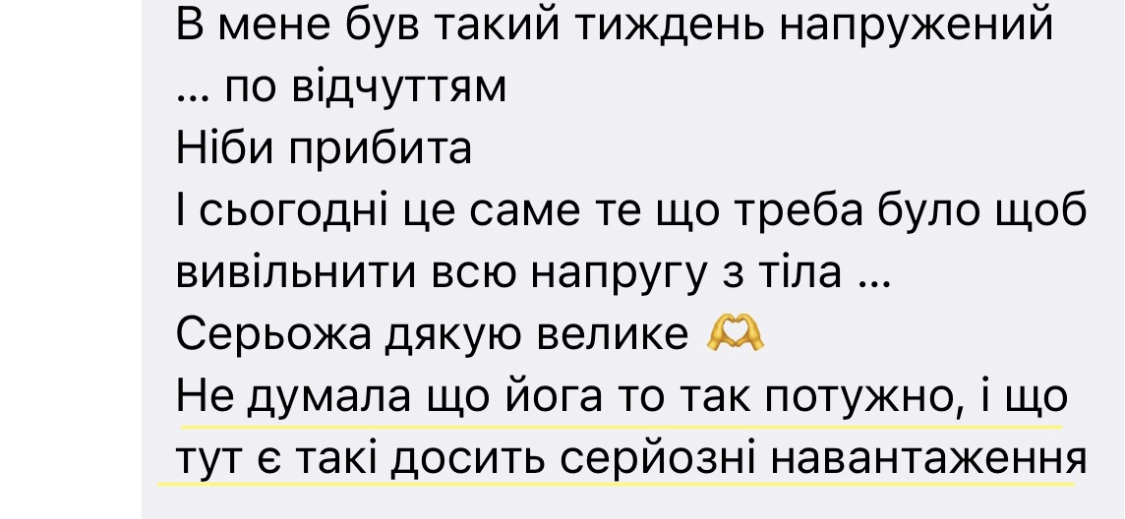 В мене був такий тиждень напружений
... по відчуттям
Ніби прибита
І сьогодні це саме те що треба було щоб
вивільнити всю напругу з тіла ...
Серьожа дякую велике 🫶
Не думала що йога то так потужно, і що
тут є такі досить серйозні навантаження